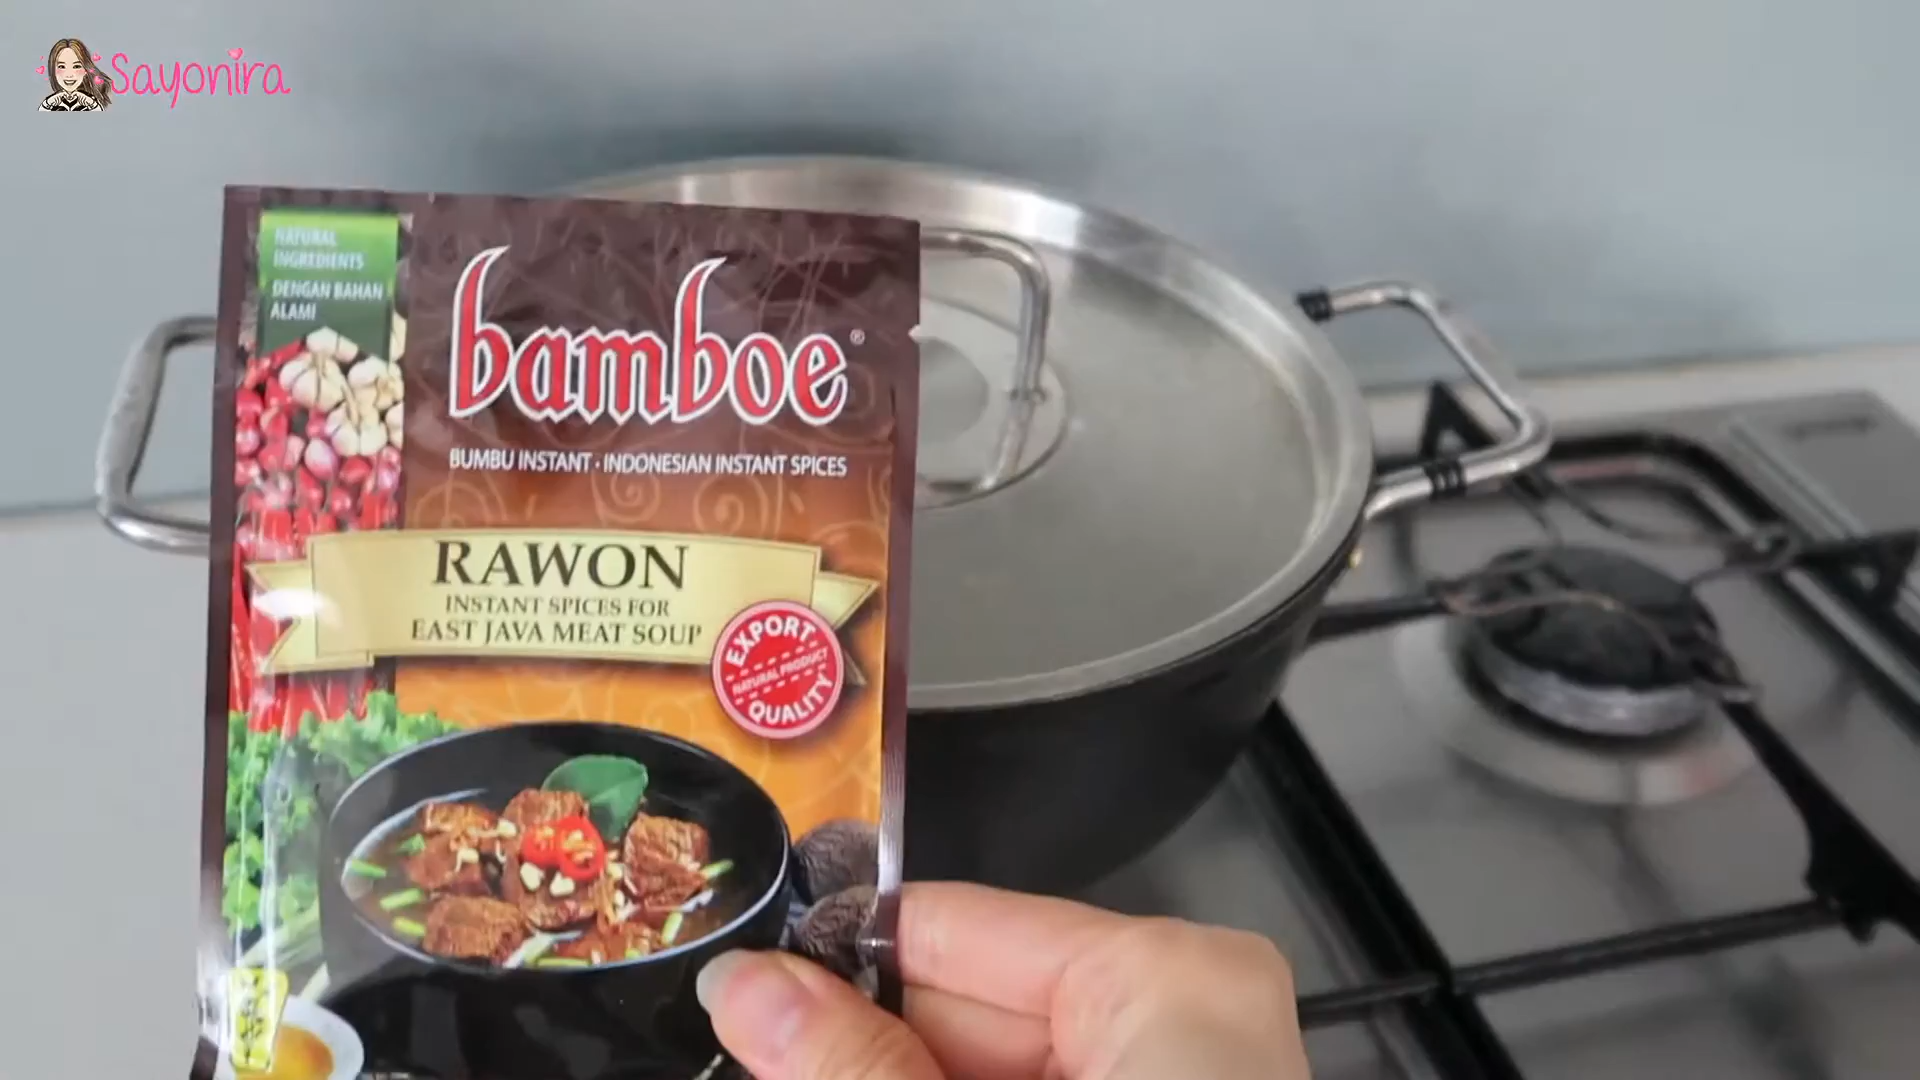 Sayonira
NATURAL
INGREDIENTS
DENGAN BAHAN
ALAMI
bamboe®
BUMBU INSTANT • INDONESIAN INSTANT SPICES
RAWON
INSTANT SPICES FOR
EAST JAVA MEAT SOUP
EXPORT
NATURAL PRODUCT
QUALITY